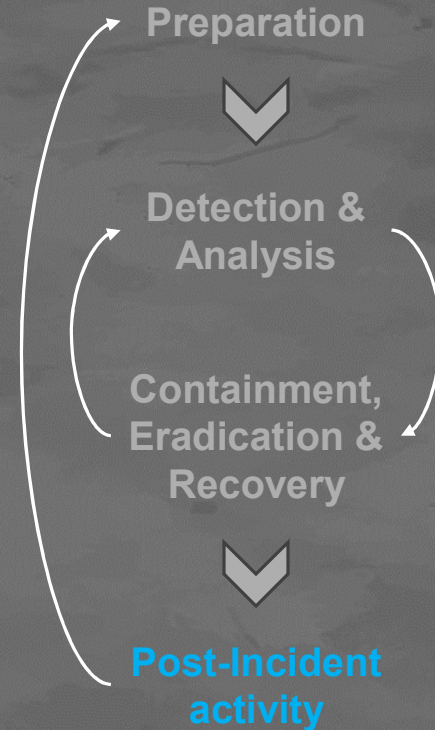 Preparation
Detection &
Analysis
Containment,
Eradication &
Recovery
Post-Incident
activity